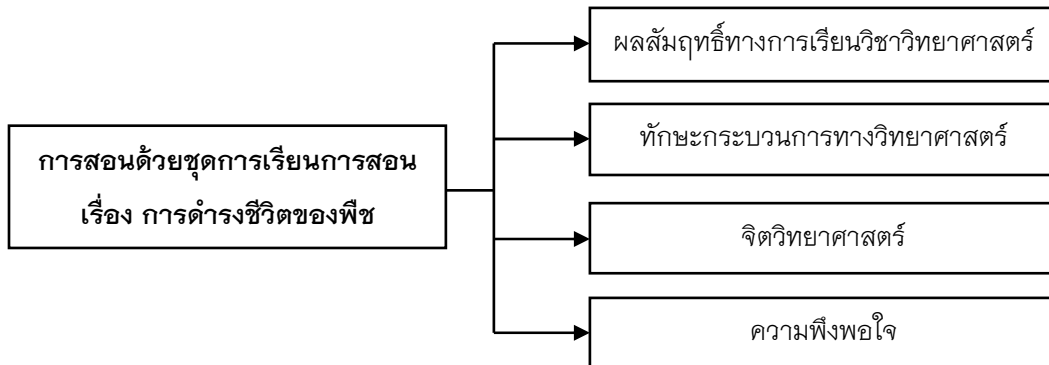 การสอนด้วยชุดการเรียนการสอน
เรื่อง การดำรงชีวิตของพืช
ผลสัมฤทธิ์ทางการเรียนวิชาวิทยาศาสตร์
ทักษะกระบวนการทางวิทยาศาสตร์
จิตวิทยาศาสตร์
ความพึงพอใจ